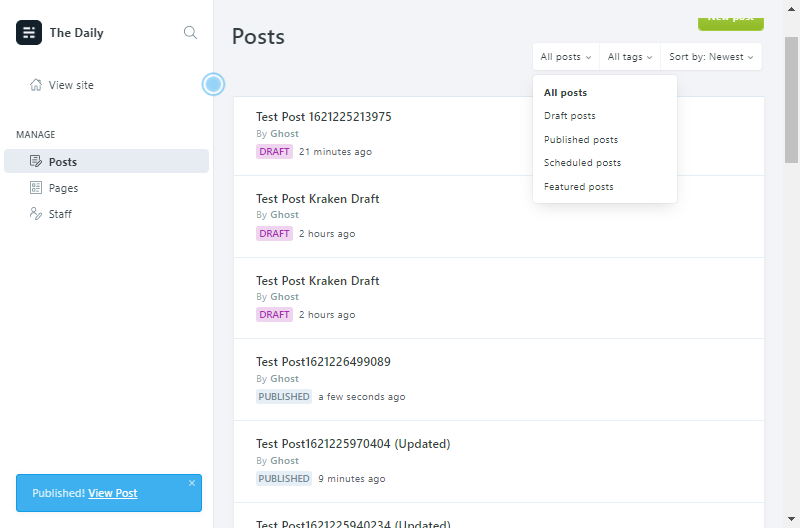 The Daily
View site
MANAGE
Posts
Pages
Staff
Published! View Post
Posts
New post
All posts
All tags
Sort by: Newest
All posts
Draft posts
Published posts
Scheduled posts
Featured posts
Test Post 1621225213975
By Ghost
DRAFT 21 minutes ago
Test Post Kraken Draft
By Ghost
DRAFT 2 hours ago
Test Post Kraken Draft
By Ghost
DRAFT 2 hours ago
Test Post1621226499089
By Ghost
PUBLISHED a few seconds ago
Test Post1621225970404 (Updated)
By Ghost
PUBLISHED 9 minutes ago
Test Post1621225940234 (Updated)